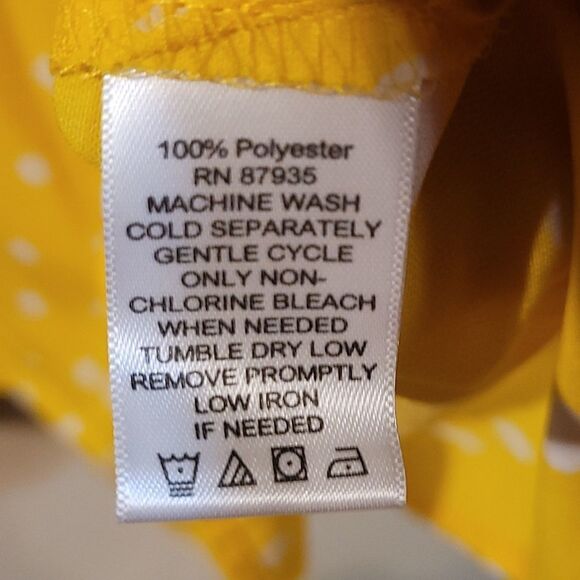 100% Polyester
RN 87935
MACHINE WASH
COLD SEPARATELY
GENTLE CYCLE
ONLY NON-
CHLORINE BLEACH
WHEN NEEDED
TUMBLE DRY LOW
REMOVE PROMPTLY
LOW IRON
IF NEEDED